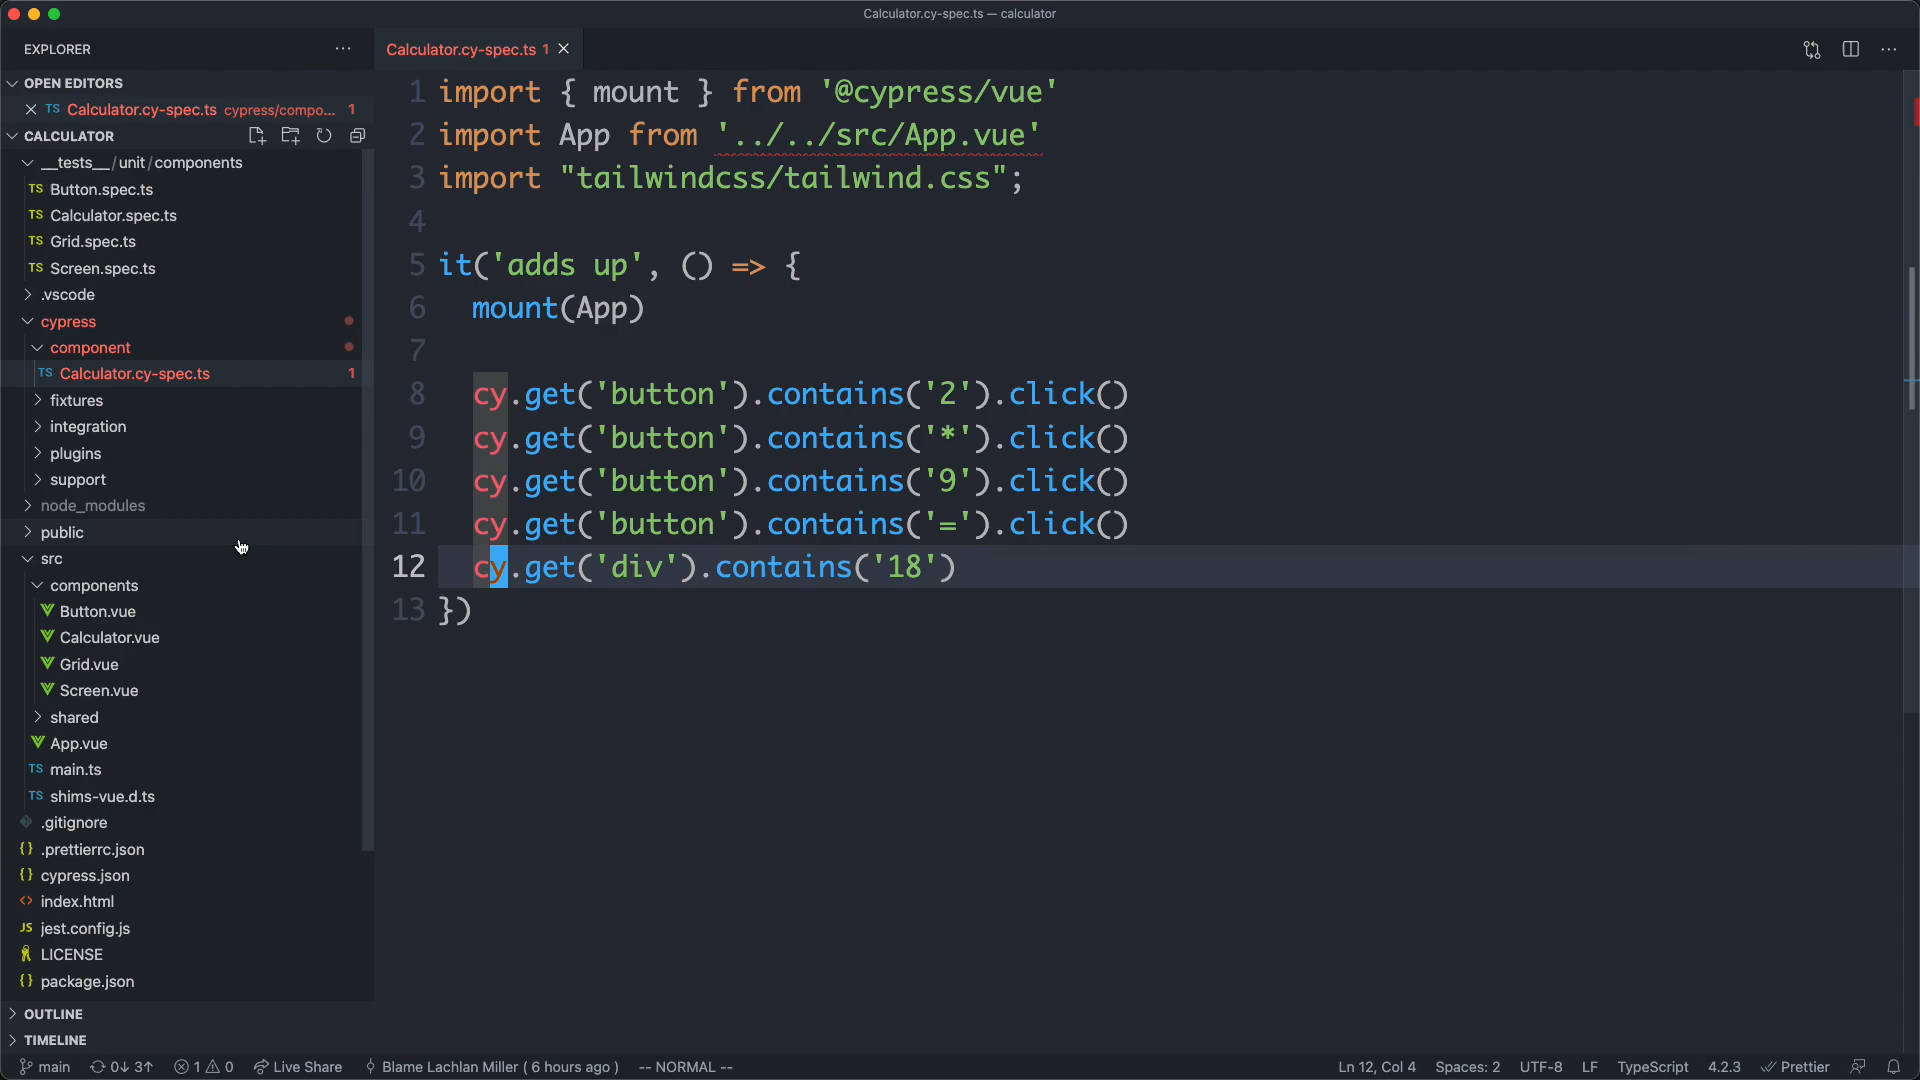 Calculator.cy-spec.ts — calculator
EXPLORER
Calculator.cy-spec.ts 1
OPEN EDITORS
TS Calculator.cy-spec.ts cypress/compo... 1
CALCULATOR
__tests__/unit/components
TS Button.spec.ts
TS Calculator.spec.ts
TS Grid.spec.ts
TS Screen.spec.ts
.vscode
cypress
component
TS Calculator.cy-spec.ts 1
fixtures
integration
plugins
support
node_modules
public
src
components
Button.vue
Calculator.vue
Grid.vue
Screen.vue
shared
App.vue
TS main.ts
TS shims-vue.d.ts
.gitignore
{} .prettierrc.json
{} cypress.json
<> index.html
JS jest.config.js
LICENSE
{} package.json
OUTLINE
TIMELINE
1 import { mount } from '@cypress/vue'
2 import App from '../../src/App.vue'
3 import "tailwindcss/tailwind.css";
4
5 it('adds up', () => {
6 mount(App)
7
8 cy.get('button').contains('2').click()
9 cy.get('button').contains('*').click()
10 cy.get('button').contains('9').click()
11 cy.get('button').contains('=').click()
12 cy.get('div').contains('18')
13 })
main 0↓ 3↑ 1 0 Live Share Blame Lachlan Miller ( 6 hours ago ) -- NORMAL -- Ln 12, Col 4 Spaces: 2 UTF-8 LF TypeScript 4.2.3 Prettier